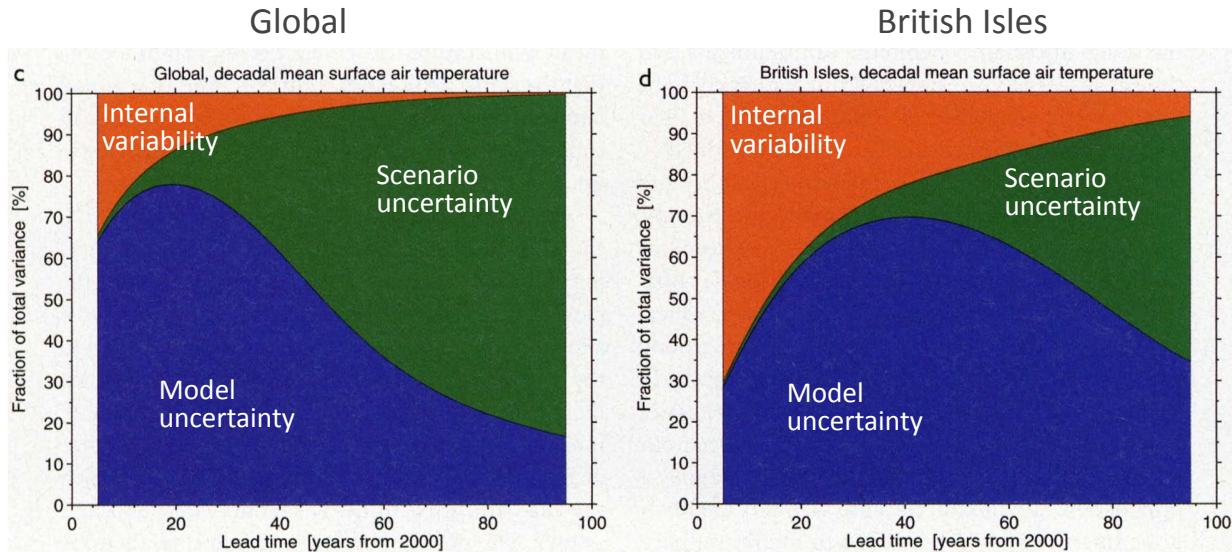 Global
British Isles
c
Global, decadal mean surface air temperature
Fraction of total variance [%]
100
90
80
70
60
50
40
30
20
10
0
Internal
variability
Scenario
uncertainty
Model
uncertainty
0 20 40 60 80 100
Lead time [years from 2000]
d
British Isles, decadal mean surface air temperature
Fraction of total variance [%]
100
90
80
70
60
50
40
30
20
10
0
Internal
variability
Scenario
uncertainty
Model
uncertainty
0 20 40 60 80 100
Lead time [years from 2000]